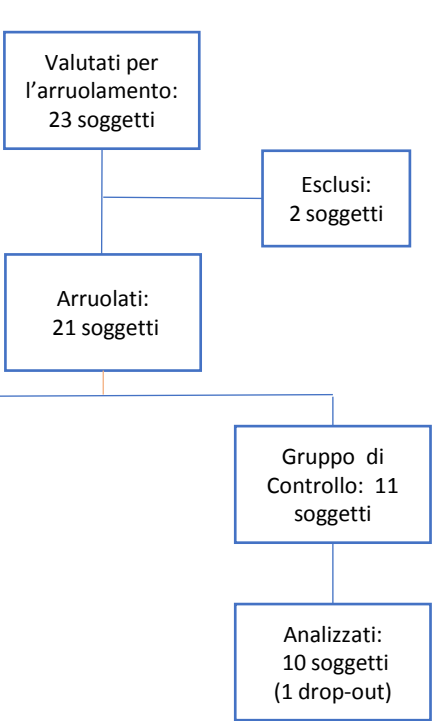 Valutati per
l’arruolamento:
23 soggetti
Esclusi:
2 soggetti
Arruolati:
21 soggetti
Gruppo di
Controllo: 11
soggetti
Analizzati:
10 soggetti
(1 drop-out)